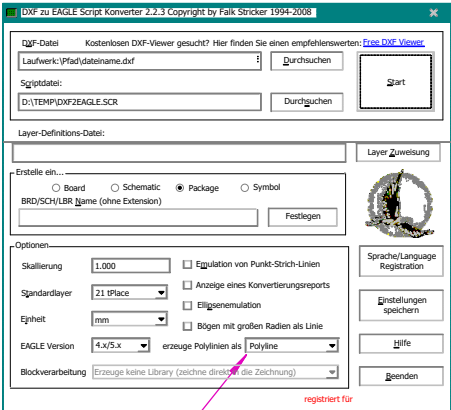 DXF zu EAGLE Script Konverter 2.2.3 Copyright by Falk Stricker 1994-2008
DXF-Datei Kostenlosen DXF-Viewer gesucht? Hier finden Sie einen empfehlenswerten: Free DXF Viewer
Laufwerk:\Pfad\dateiname.dxf
Durchsuchen
Start
Scriptdatei:
D:\TEMP\DXF2EAGLE.SCR
Durchsuchen
Layer-Definitions-Datei:
Layer Zuweisung
Erstelle ein...
Board Schematic Package Symbol
BRD/SCH/LBR Name (ohne Extension)
Festlegen
Optionen
Skallierung 1.000 Emulation von Punkt-Strich-Linien
Sprache/Language Registration
Standardlayer 21 tPlace Anzeige eines Konvertierungsreports
Ellipsenemulation
Einstellungen speichern
Einheit mm Bögen mit großen Radien als Linie
EAGLE Version 4.x/5.x erzeuge Polylinien als Polyline
Hilfe
Blockverarbeitung Erzeuge keine Library (zeichne direkt in die Zeichnung)
Beenden
registriert für